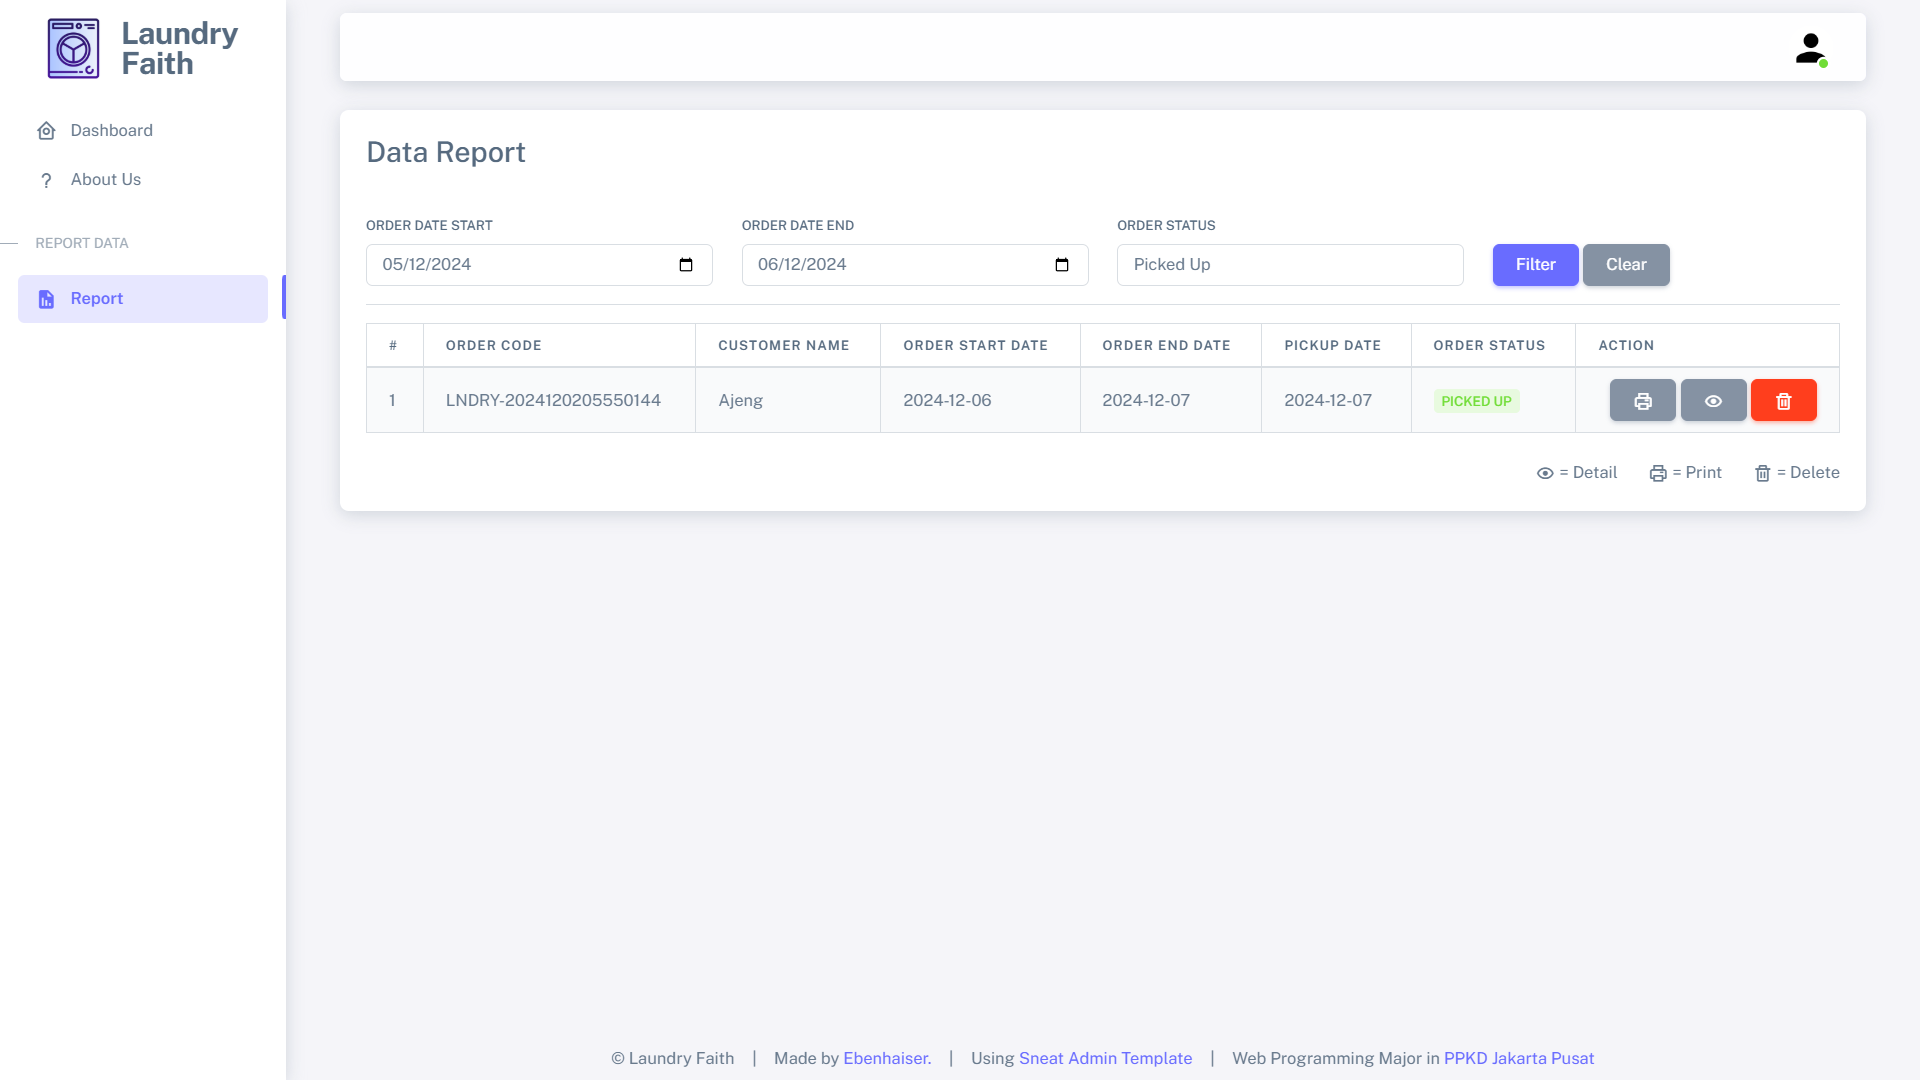 Laundry
Faith
Dashboard
? About Us
REPORT DATA
Report
Data Report
ORDER DATE START ORDER DATE END ORDER STATUS
05/12/2024 06/12/2024 Picked Up Filter Clear
# ORDER CODE CUSTOMER NAME ORDER START DATE ORDER END DATE PICKUP DATE ORDER STATUS ACTION
1 LNDRY-2024120205550144 Ajeng 2024-12-06 2024-12-07 2024-12-07 PICKED UP
= Detail = Print = Delete
© Laundry Faith | Made by Ebenhaiser. | Using Sneat Admin Template | Web Programming Major in PPKD Jakarta Pusat